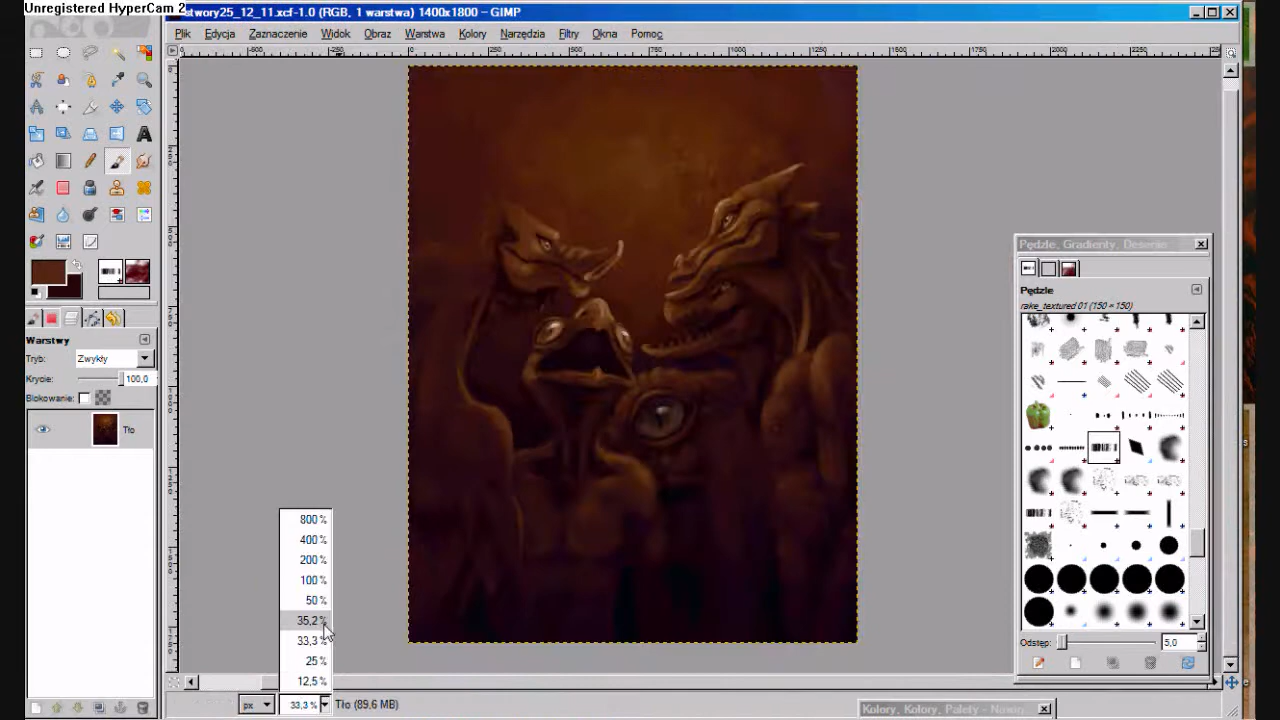 Unregistered HyperCam 2
stwory25_12_11.xcf-1.0 (RGB, 1 warstwa) 1400x1800 – GIMP
Plik Edycja Zaznaczenie Widok Obraz Warstwa Kolory Narzędzia Filtry Okna Pomoc
Pędzle, Gradienty, Deseni
Pędzle
rake_textured 01 (150 × 150)
Warstwy
Tryb: Zwykły
Krycie: 100,0
Blokowanie:
Tło
800 %
400 %
200 %
100 %
50 %
35,2 %
33,3 %
25 %
12,5 %
Odstęp: 5,0
px 33,3 % Tło (89,6 MB)
Kolory, Kolory, Palety -